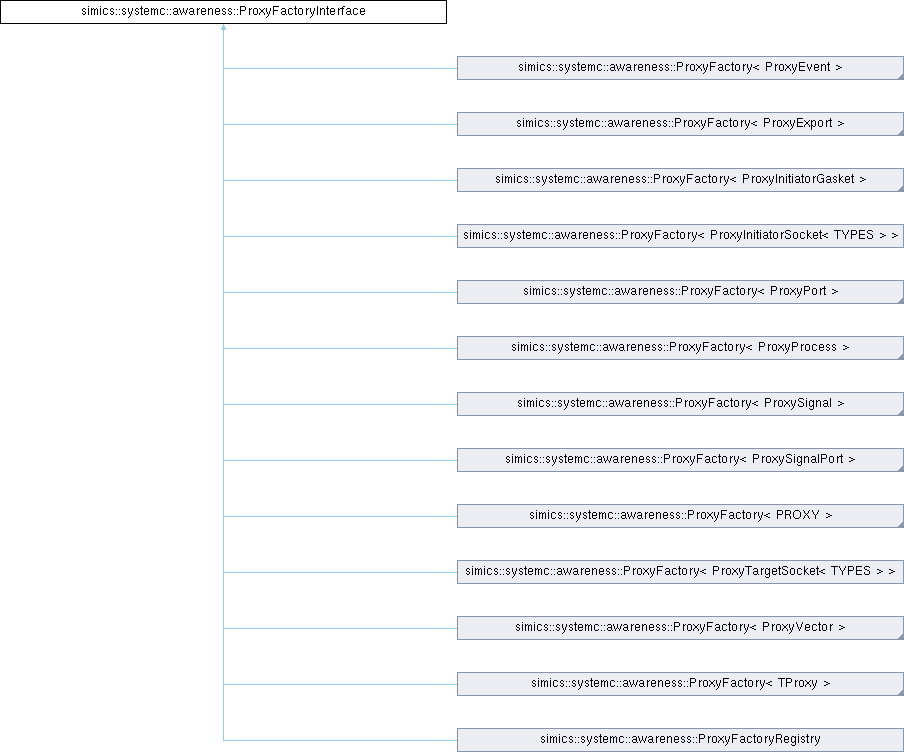 simics::systemc::awareness::ProxyFactoryInterface
simics::systemc::awareness::ProxyFactory< ProxyEvent >
simics::systemc::awareness::ProxyFactory< ProxyExport >
simics::systemc::awareness::ProxyFactory< ProxyInitiatorGasket >
simics::systemc::awareness::ProxyFactory< ProxyInitiatorSocket< TYPES > >
simics::systemc::awareness::ProxyFactory< ProxyPort >
simics::systemc::awareness::ProxyFactory< ProxyProcess >
simics::systemc::awareness::ProxyFactory< ProxySignal >
simics::systemc::awareness::ProxyFactory< ProxySignalPort >
simics::systemc::awareness::ProxyFactory< PROXY >
simics::systemc::awareness::ProxyFactory< ProxyTargetSocket< TYPES > >
simics::systemc::awareness::ProxyFactory< ProxyVector >
simics::systemc::awareness::ProxyFactory< TProxy >
simics::systemc::awareness::ProxyFactoryRegistry